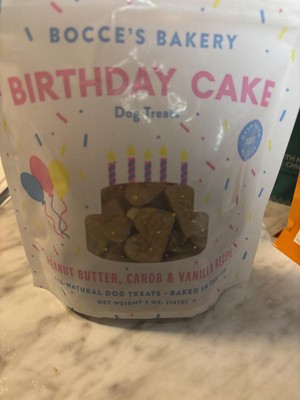 BOCCE'S BAKERY
BIRTHDAY CAKE
Dog Treats
PEANUT BUTTER, CAROB & VANILLA RECIPE
ALL-NATURAL DOG TREATS • BAKED IN THE
NET WEIGHT 5 OZ. (141G)